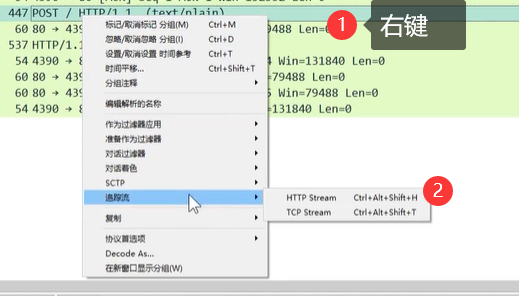 447 POST / HTTP/1.1 (text/plain)
1 右键
标记/取消标记 分组(M) Ctrl+M
60 80 → 439 9488 Len=0
忽略/取消忽略 分组(I) Ctrl+D
537 HTTP/1.1
设置/取消设置 时间参考 Ctrl+T
54 4390 → 8 4 Win=131840 Len=0
时间平移... Ctrl+Shift+T
60 80 → 439 =79488 Len=0
分组注释
60 80 → 439 5 Win=79488 Len=0
编辑解析的名称
54 4390 → 8 =131840 Len=0
作为过滤器应用
准备作为过滤器
对话过滤器
对话着色
SCTP
追踪流
2
HTTP Stream Ctrl+Alt+Shift+H
TCP Stream Ctrl+Alt+Shift+T
复制
协议首选项
Decode As...
在新窗口显示分组(W)